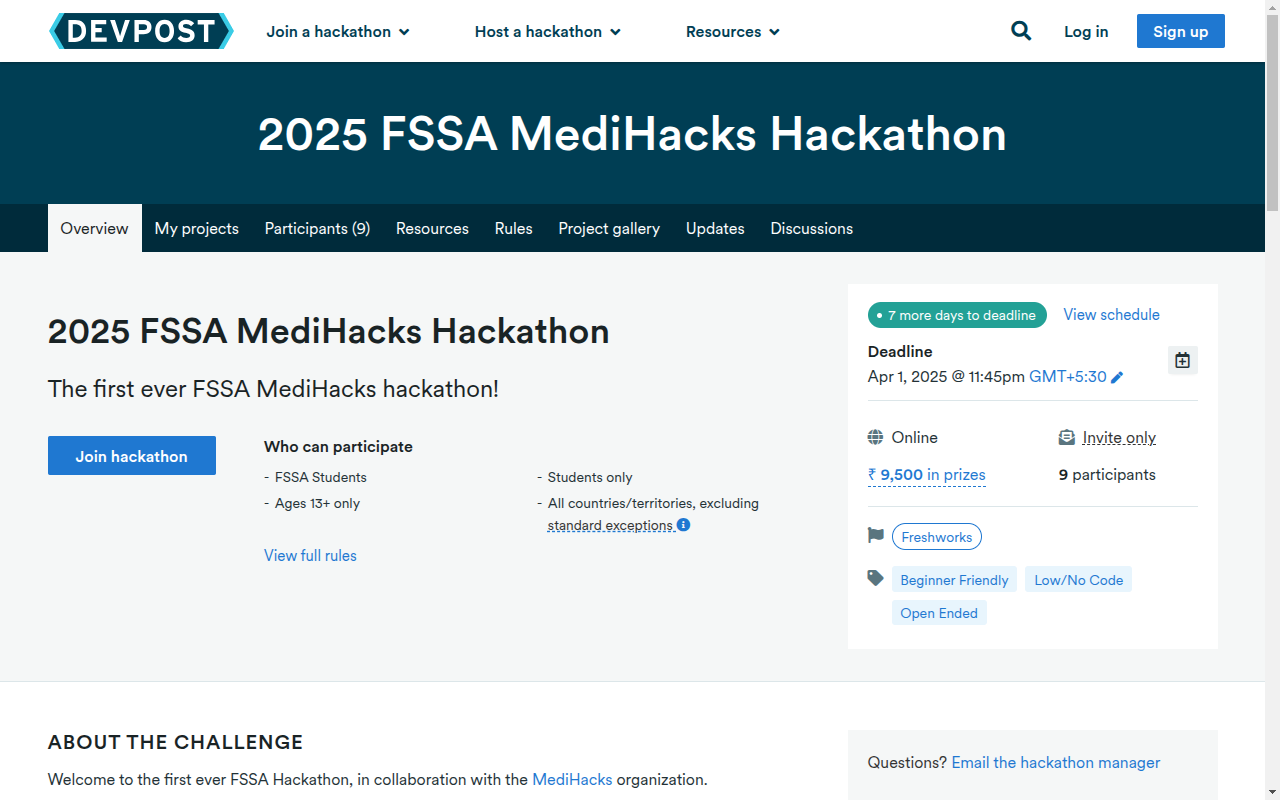 DEVPOST
Join a hackathon
Host a hackathon
Resources
Log in
Sign up
2025 FSSA MediHacks Hackathon
Overview
My projects
Participants (9)
Resources
Rules
Project gallery
Updates
Discussions
2025 FSSA MediHacks Hackathon
The first ever FSSA MediHacks hackathon!
Join hackathon
Who can participate
- FSSA Students
- Ages 13+ only
- Students only
- All countries/territories, excluding
standard exceptions
View full rules
7 more days to deadline
View schedule
Deadline
Apr 1, 2025 @ 11:45pm GMT+5:30
Online
Invite only
₹ 9,500 in prizes
9 participants
Freshworks
Beginner Friendly
Low/No Code
Open Ended
ABOUT THE CHALLENGE
Welcome to the first ever FSSA Hackathon, in collaboration with the MediHacks organization.
Questions? Email the hackathon manager